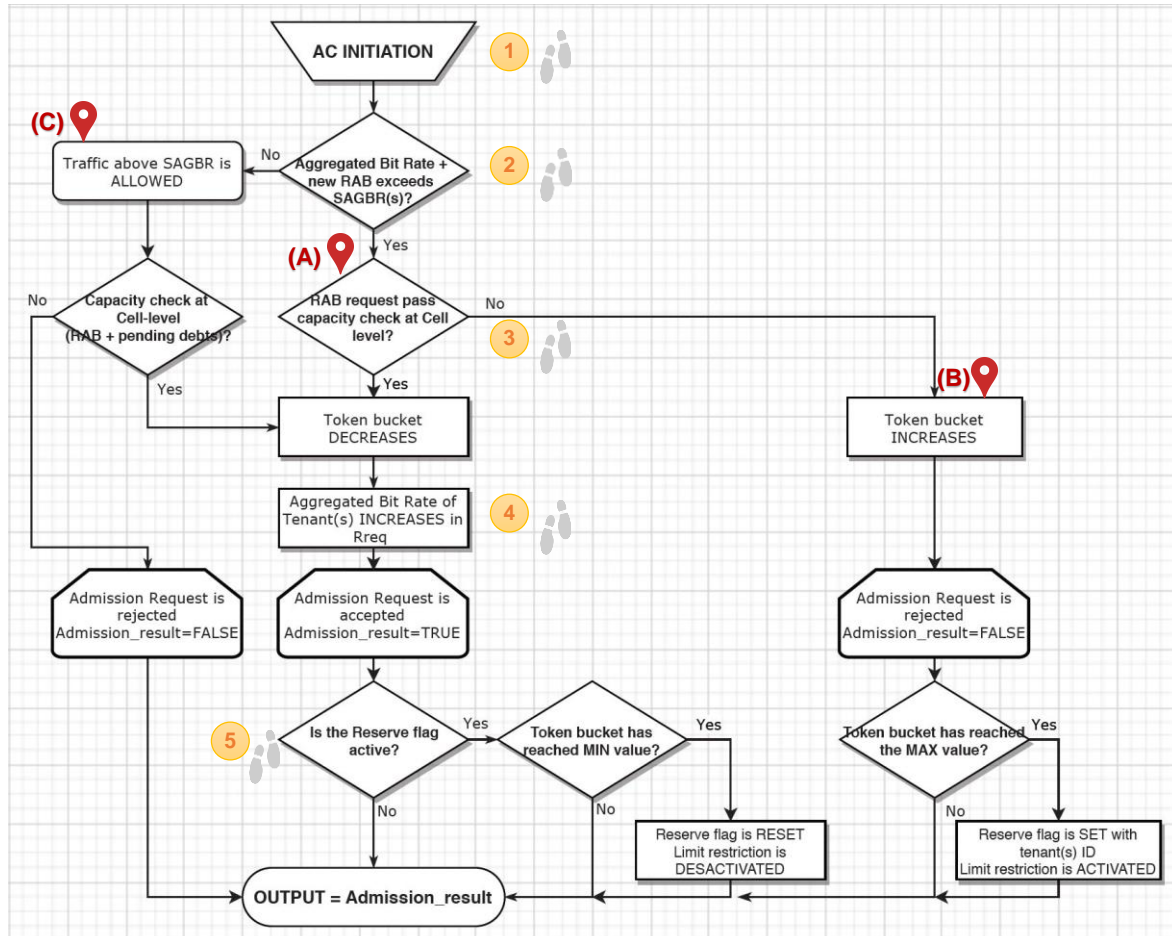 AC INITIATION
1
(C)
Traffic above SAGBR is
ALLOWED
No
Aggregated Bit Rate +
new RAB exceeds
SAGBR(s)?
2
Yes
(A)
No
Capacity check at
Cell-level
(RAB + pending debts)?
Yes
RAB request pass
capacity check at Cell
level?
No
3
Yes
(B)
Token bucket
DECREASES
Token bucket
INCREASES
Aggregated Bit Rate of
Tenant(s) INCREASES in
Rreq
4
Admission Request is
rejected
Admission_result=FALSE
Admission Request is
accepted
Admission_result=TRUE
Admission Request is
rejected
Admission_result=FALSE
5
Is the Reserve flag
active?
Yes
No
Token bucket has
reached MIN value?
Yes
No
Token bucket has reached
the MAX value?
Yes
No
Reserve flag is RESET
Limit restriction is
DESACTIVATED
Reserve flag is SET with
tenant(s) ID
Limit restriction is ACTIVATED
OUTPUT = Admission_result